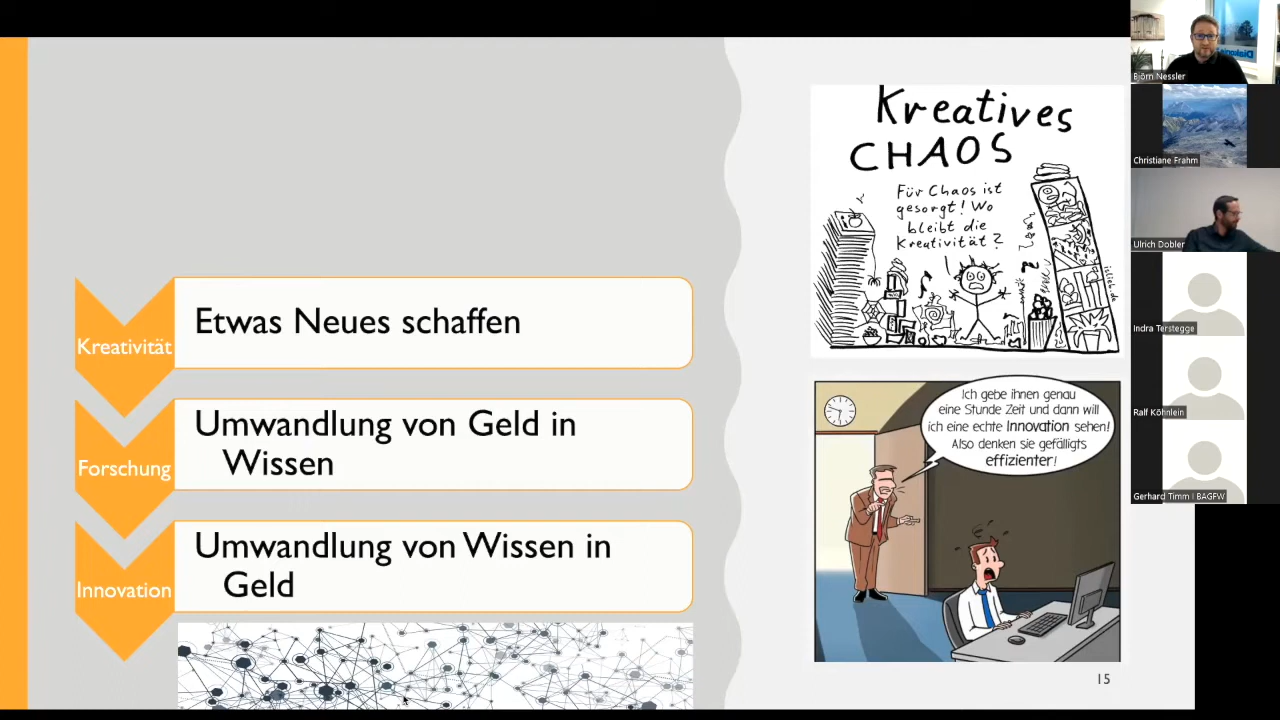 Kreativität
Etwas Neues schaffen
Forschung
Umwandlung von Geld in
Wissen
Innovation
Umwandlung von Wissen in
Geld
Kreatives
CHAOS
Für Chaos ist
gesorgt! Wo
bleibt die
Kreativität?
islieb.de
Ich gebe ihnen genau
eine Stunde Zeit und dann will
ich eine echte Innovation sehen!
Also denken sie gefälligts
effizienter!
15
Björn Nessler
Christiane Frahm
Ulrich Dobler
Indra Terstegge
Ralf Köhnlein
Gerhard Timm | BAGFW